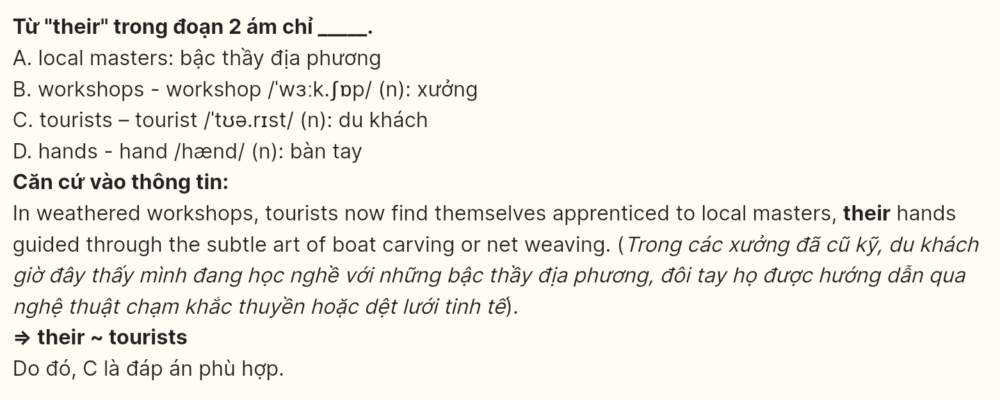 Từ "their" trong đoạn 2 ám chỉ _____.
A. local masters: bậc thầy địa phương
B. workshops - workshop /ˈwɜːk.ʃɒp/ (n): xưởng
C. tourists – tourist /ˈtʊə.rɪst/ (n): du khách
D. hands - hand /hænd/ (n): bàn tay
Căn cứ vào thông tin:
In weathered workshops, tourists now find themselves apprenticed to local masters, their hands
guided through the subtle art of boat carving or net weaving. (Trong các xưởng đã cũ kỹ, du khách
giờ đây thấy mình đang học nghề với những bậc thầy địa phương, đôi tay họ được hướng dẫn qua
nghệ thuật chạm khắc thuyền hoặc dệt lưới tinh tế).
⇒ their ~ tourists
Do đó, C là đáp án phù hợp.